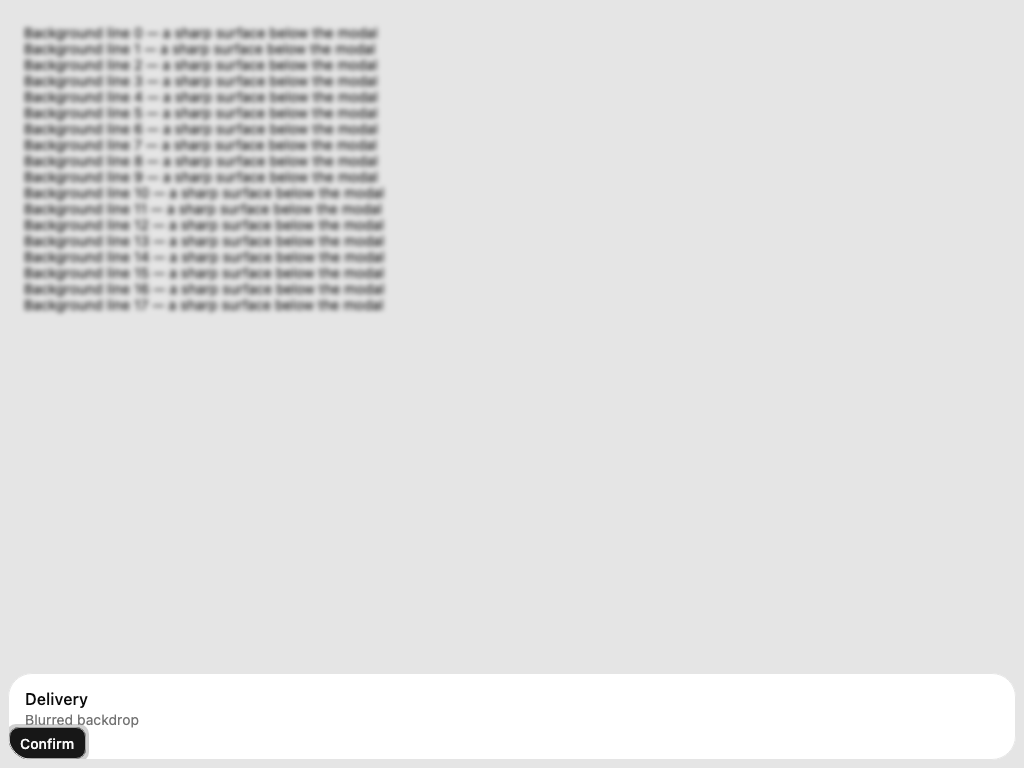 Background line 0 — a sharp surface below the modal
Background line 1 — a sharp surface below the modal
Background line 2 — a sharp surface below the modal
Background line 3 — a sharp surface below the modal
Background line 4 — a sharp surface below the modal
Background line 5 — a sharp surface below the modal
Background line 6 — a sharp surface below the modal
Background line 7 — a sharp surface below the modal
Background line 8 — a sharp surface below the modal
Background line 9 — a sharp surface below the modal
Background line 10 — a sharp surface below the modal
Background line 11 — a sharp surface below the modal
Background line 12 — a sharp surface below the modal
Background line 13 — a sharp surface below the modal
Background line 14 — a sharp surface below the modal
Background line 15 — a sharp surface below the modal
Background line 16 — a sharp surface below the modal
Background line 17 — a sharp surface below the modal
Delivery
Blurred backdrop
Confirm